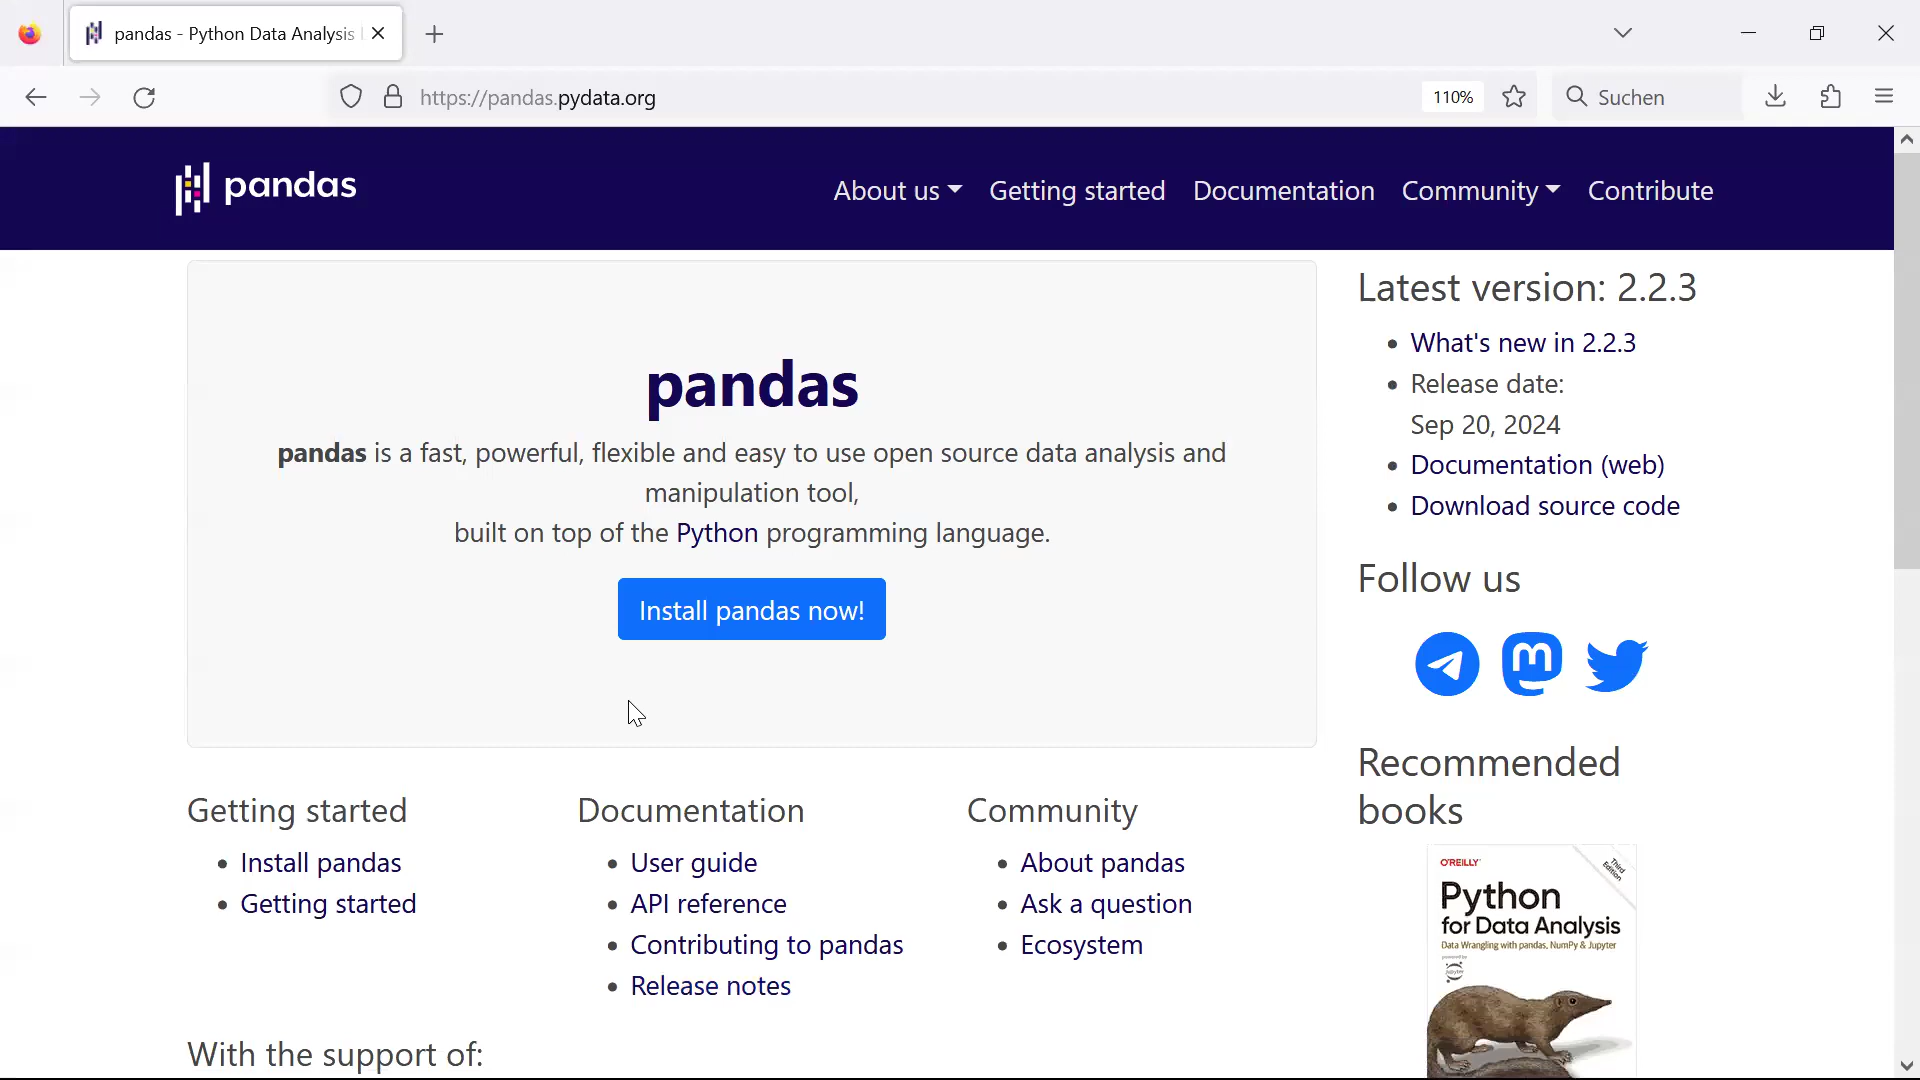 pandas - Python Data Analysis
https://pandas.pydata.org
110%
Suchen
pandas
About us
Getting started
Documentation
Community
Contribute
pandas
pandas is a fast, powerful, flexible and easy to use open source data analysis and
manipulation tool,
built on top of the Python programming language.
Install pandas now!
Latest version: 2.2.3
What's new in 2.2.3
Release date:
Sep 20, 2024
Documentation (web)
Download source code
Follow us
Recommended
books
O'REILLY
Third
Edition
Python
for Data Analysis
Data Wrangling with pandas, NumPy & Jupyter
powered by
jupyter
Getting started
Install pandas
Getting started
Documentation
User guide
API reference
Contributing to pandas
Release notes
Community
About pandas
Ask a question
Ecosystem
With the support of: